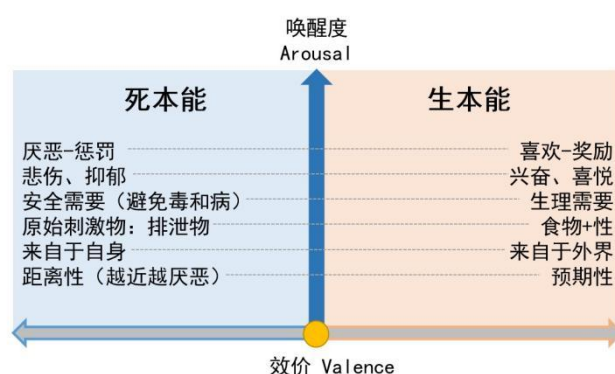 唤醒度
Arousal
死本能
生本能
厌恶-惩罚
喜欢-奖励
悲伤、抑郁
兴奋、喜悦
安全需要（避免毒和病）
生理需要
原始刺激物：排泄物
食物+性
来自于自身
来自于外界
距离性（越近越厌恶）
预期性
效价 Valence